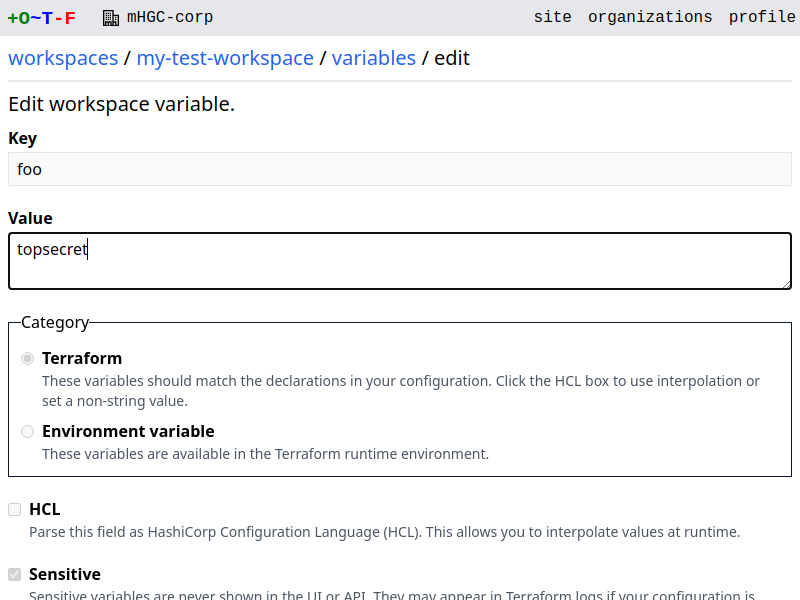 +O~T-F mHGC-corp site organizations profile
workspaces / my-test-workspace / variables / edit
Edit workspace variable.
Key
foo
Value
topsecret
Category
Terraform
These variables should match the declarations in your configuration. Click the HCL box to use interpolation or
set a non-string value.
Environment variable
These variables are available in the Terraform runtime environment.
HCL
Parse this field as HashiCorp Configuration Language (HCL). This allows you to interpolate values at runtime.
Sensitive
Sensitive variables are never shown in the UI or API. They may appear in Terraform logs if your configuration is